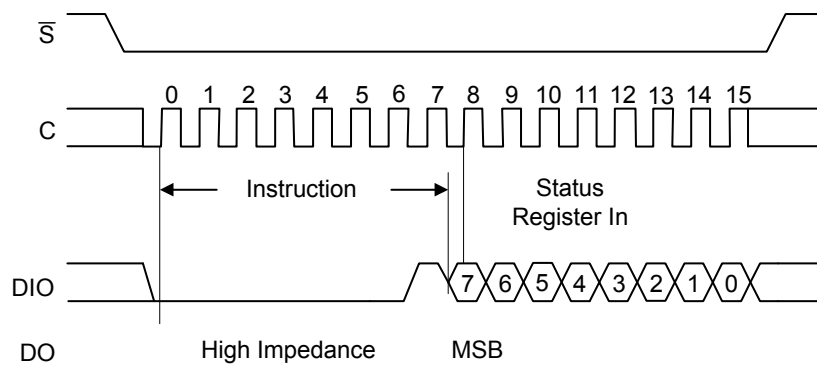 S̅
0 1 2 3 4 5 6 7 8 9 10 11 12 13 14 15
C
Instruction
Status
Register In
DIO
7 6 5 4 3 2 1 0
DO
High Impedance
MSB